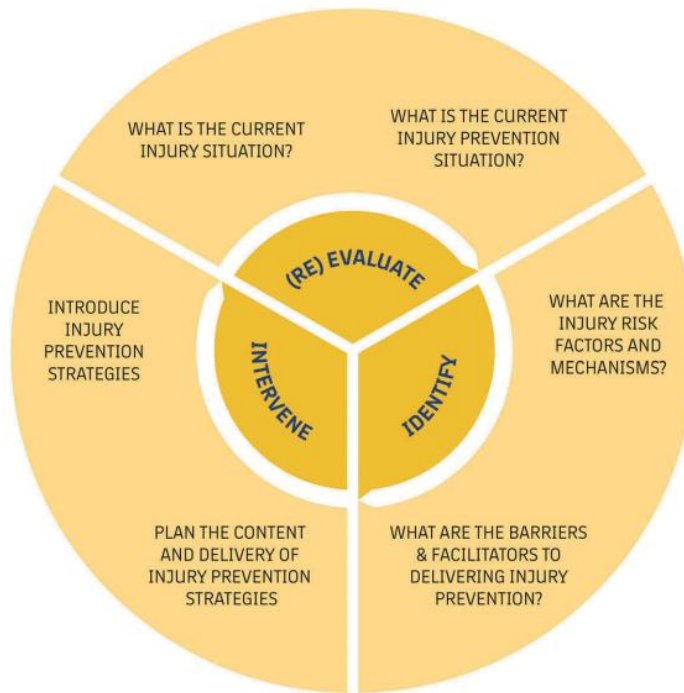 WHAT IS THE CURRENT
INJURY SITUATION?
WHAT IS THE CURRENT
INJURY PREVENTION
SITUATION?
(RE) EVALUATE
INTRODUCE
INJURY
PREVENTION
STRATEGIES
INTERVENE
IDENTIFY
WHAT ARE THE
INJURY RISK
FACTORS AND
MECHANISMS?
PLAN THE CONTENT
AND DELIVERY OF
INJURY PREVENTION
STRATEGIES
WHAT ARE THE BARRIERS
& FACILITATORS TO
DELIVERING INJURY
PREVENTION?